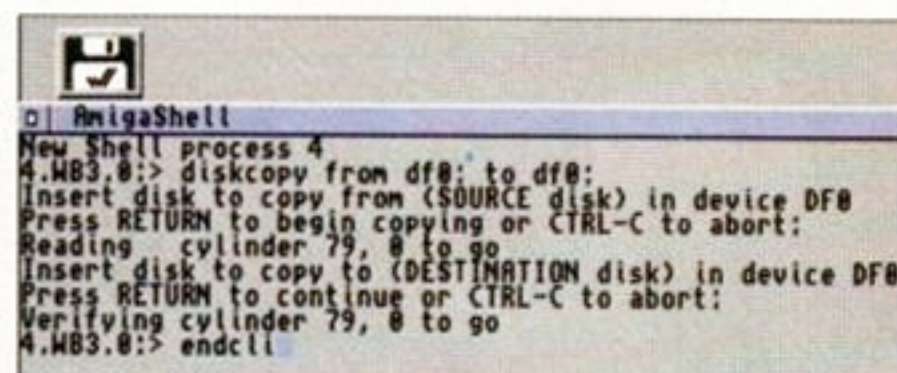 AmigaShell
New Shell process 4
4.WB3.0:> diskcopy from df0: to df0:
Insert disk to copy from (SOURCE disk) in device DF0
Press RETURN to begin copying or CTRL-C to abort:
Reading cylinder 79, 0 to go
Insert disk to copy to (DESTINATION disk) in device DF0
Press RETURN to continue or CTRL-C to abort:
Verifying cylinder 79, 0 to go
4.WB3.0:> endcli